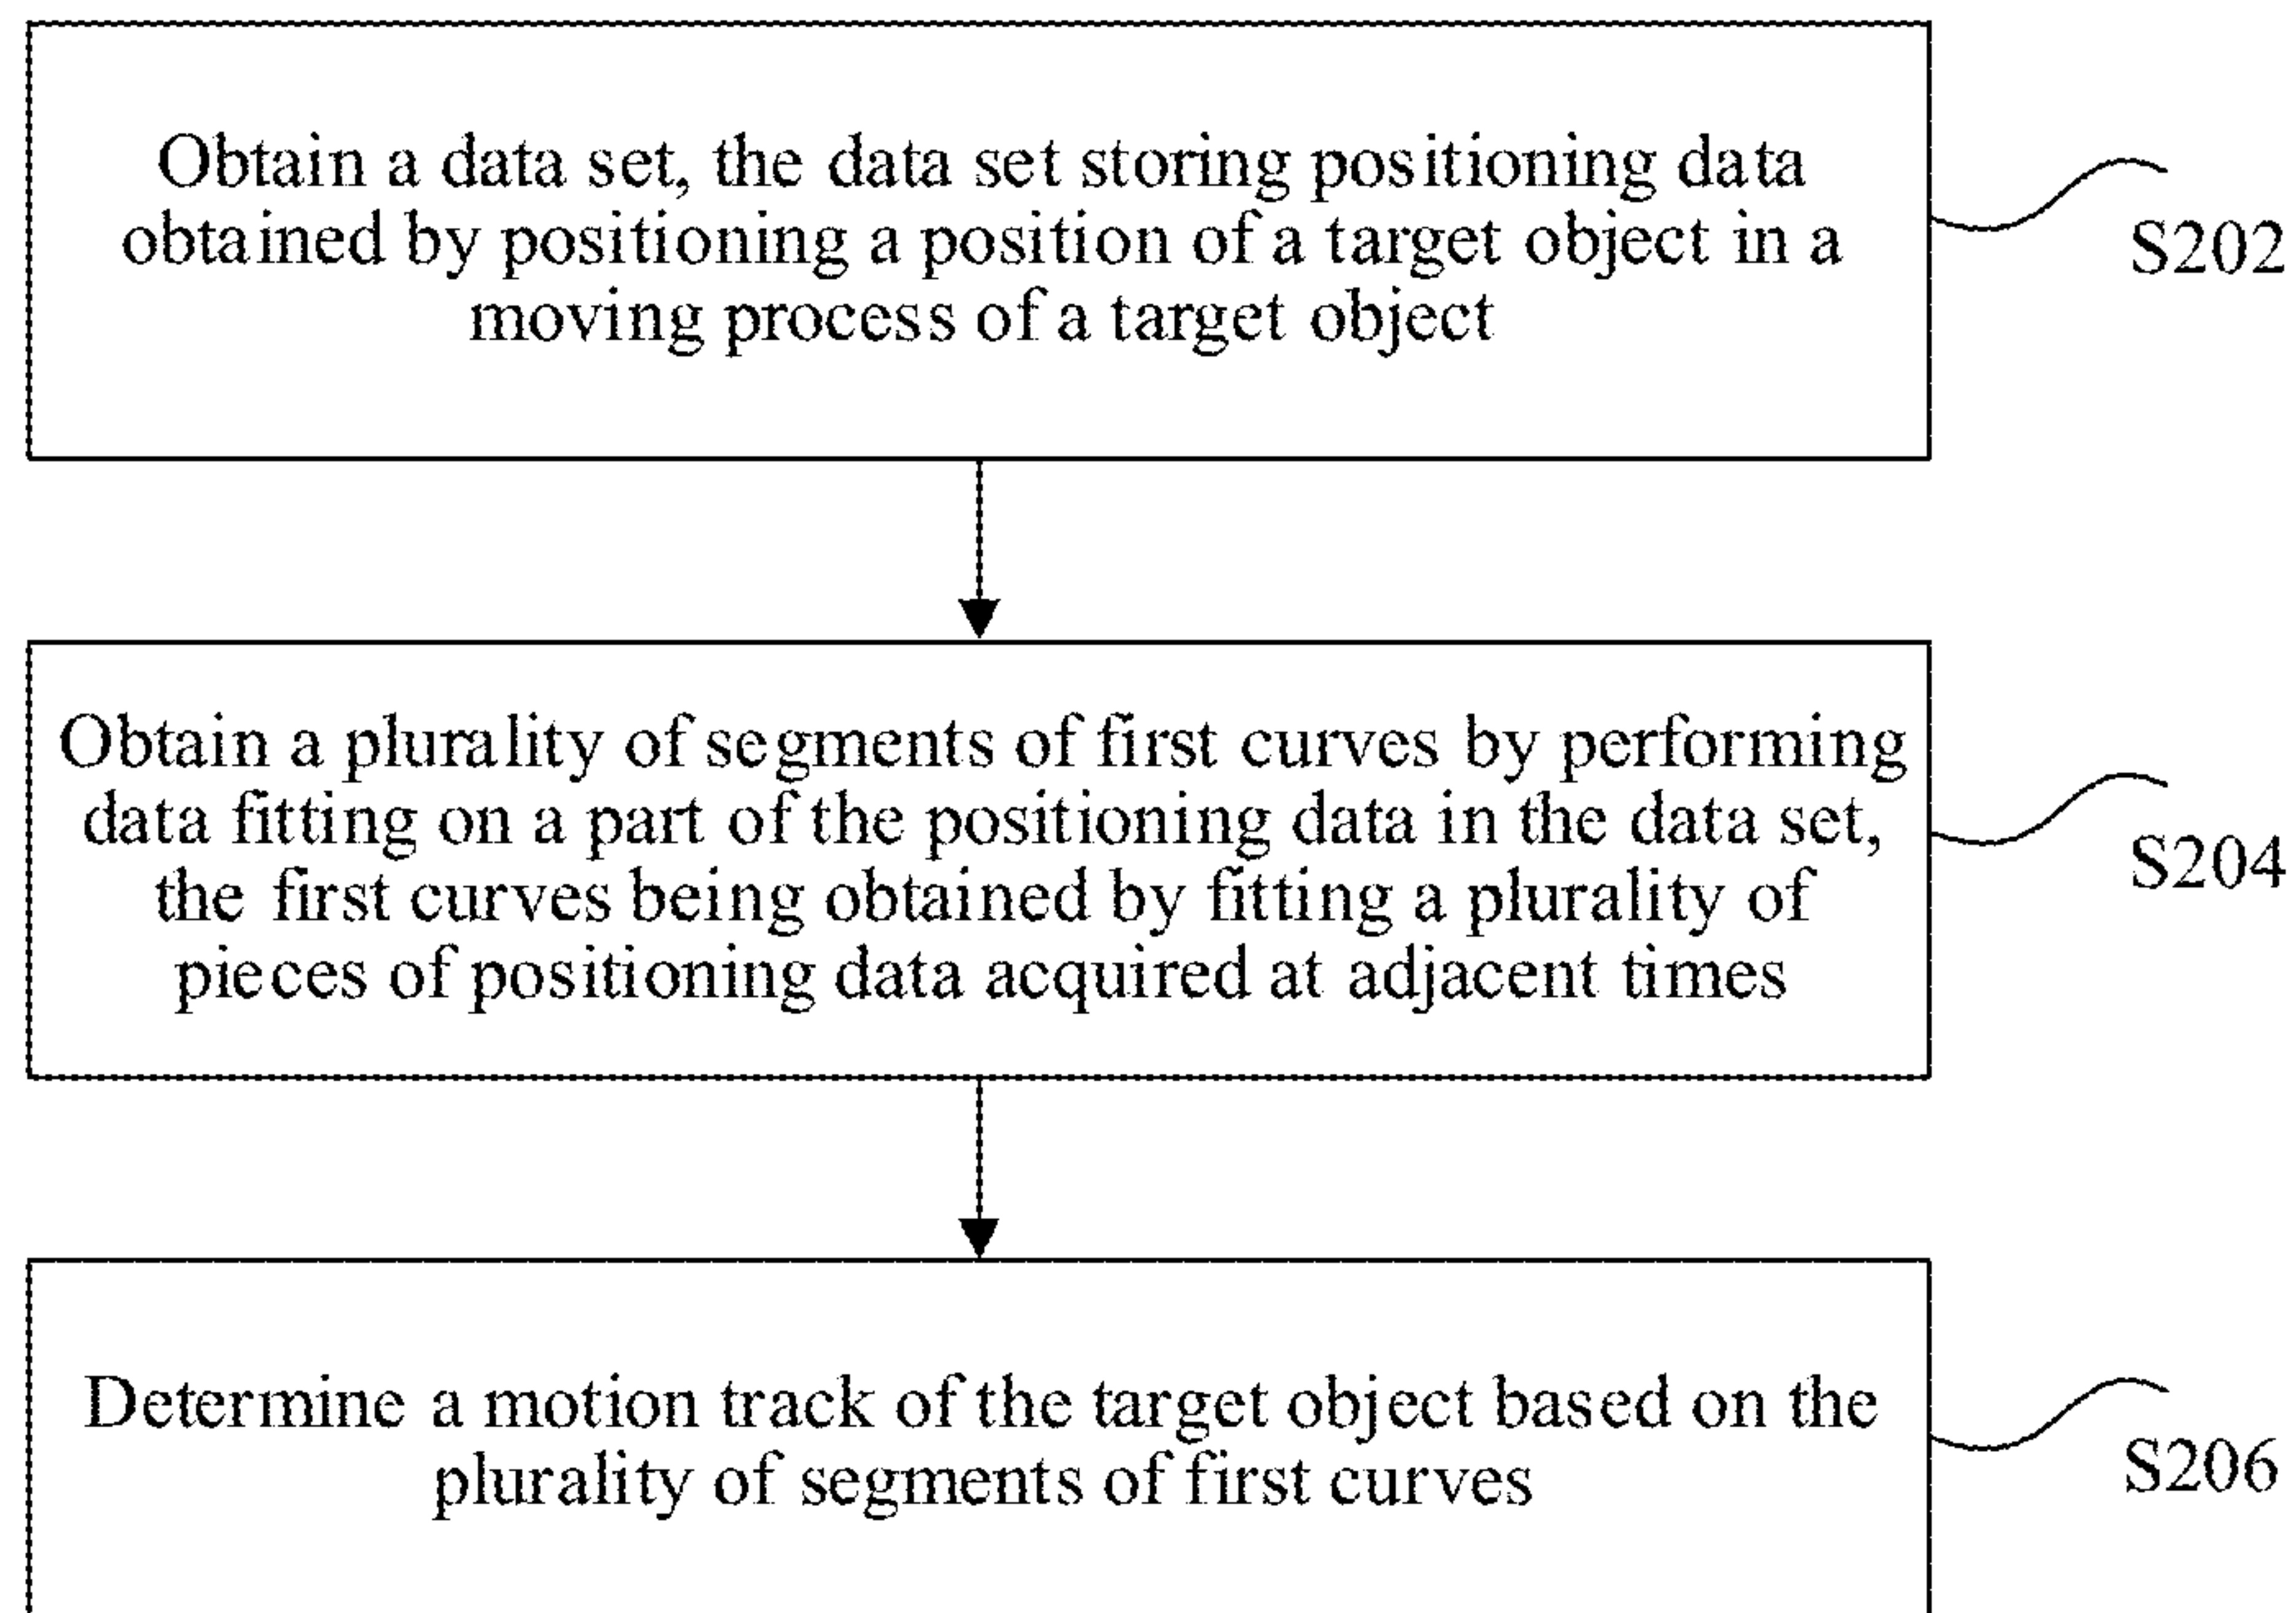 Obtain a data set, the data set storing positioning data
obtained by positioning a position of a target object in a
moving process of a target object
S202
Obtain a plurality of segments of first curves by performing
data fitting on a part of the positioning data in the data set,
the first curves being obtained by fitting a plurality of
pieces of positioning data acquired at adjacent times
S204
Determine a motion track of the target object based on the
plurality of segments of first curves
S206